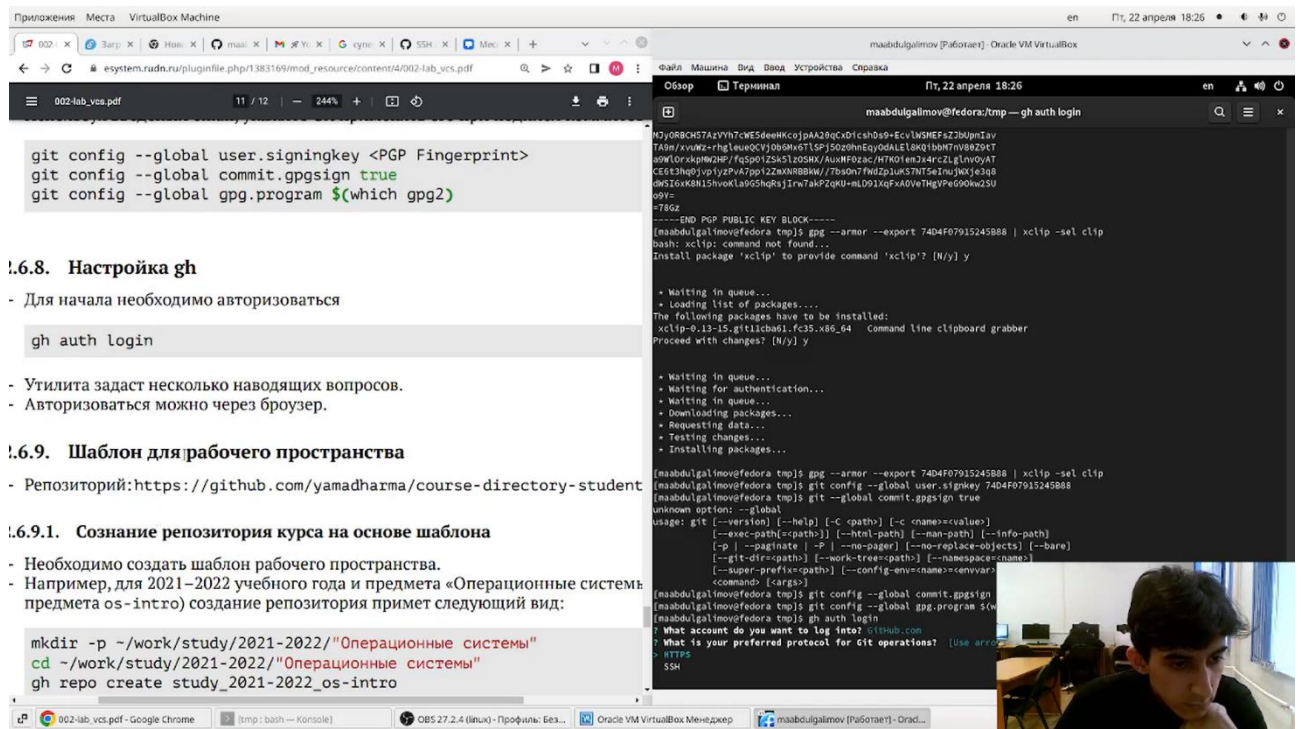 Приложения Места VirtualBox Machine
en Пт, 22 апреля 18:26
esystem.rudn.ru/pluginfile.php/1383169/mod_resource/content/4/002-lab_vcs.pdf
002-lab_vcs.pdf 11 / 12 — 244% +
git config --global user.signingkey <PGP Fingerprint>
git config --global commit.gpgsign true
git config --global gpg.program $(which gpg2)
.6.8. Настройка gh
- Для начала необходимо авторизоваться
gh auth login
- Утилита задаст несколько наводящих вопросов.
- Авторизоваться можно через броузер.
.6.9. Шаблон для рабочего пространства
- Репозиторий: https://github.com/yamadharma/course-directory-student
.6.9.1. Сознание репозитория курса на основе шаблона
- Необходимо создать шаблон рабочего пространства.
- Например, для 2021–2022 учебного года и предмета «Операционные системы
предмета os-intro) создание репозитория примет следующий вид:
mkdir -p ~/work/study/2021-2022/"Операционные системы"
cd ~/work/study/2021-2022/"Операционные системы"
gh repo create study_2021-2022_os-intro
maabdulgalimov [Работает] - Oracle VM VirtualBox
Файл Машина Вид Ввод Устройства Справка
Обзор Терминал Пт, 22 апреля 18:26 en
maabdulgalimov@fedora:/tmp — gh auth login
o9Y=
=78Gz
-----END PGP PUBLIC KEY BLOCK-----
[maabdulgalimov@fedora tmp]$ gpg --armor --export 74D4F07915245B88 | xclip -sel clip
bash: xclip: command not found...
Install package 'xclip' to provide command 'xclip'? [N/y] y
* Waiting in queue...
* Loading list of packages....
The following packages have to be installed:
xclip-0.13-15.git11cba61.fc35.x86_64 Command line clipboard grabber
Proceed with changes? [N/y] y
* Waiting in queue...
* Waiting for authentication...
* Waiting in queue...
* Downloading packages...
* Requesting data...
* Testing changes...
* Installing packages...
[maabdulgalimov@fedora tmp]$ gpg --armor --export 74D4F07915245B88 | xclip -sel clip
[maabdulgalimov@fedora tmp]$ git config --global user.signkey 74D4F07915245B88
[maabdulgalimov@fedora tmp]$ git --global commit.gpgsign true
unknown option: --global
usage: git [--version] [--help] [-C <path>] [-c <name>=<value>]
[--exec-path[=<path>]] [--html-path] [--man-path] [--info-path]
[-p | --paginate | -P | --no-pager] [--no-replace-objects] [--bare]
[--git-dir=<path>] [--work-tree=<path>] [--namespace=<name>]
[--super-prefix=<path>] [--config-env=<name>=<envvar>]
<command> [<args>]
[maabdulgalimov@fedora tmp]$ git config --global commit.gpgsign
[maabdulgalimov@fedora tmp]$ git config --global gpg.program $(w
[maabdulgalimov@fedora tmp]$ gh auth login
? What account do you want to log into? GitHub.com
? What is your preferred protocol for Git operations? [Use arro
> HTTPS
SSH
002-lab_vcs.pdf - Google Chrome
[tmp : bash — Konsole]
OBS 27.2.4 (linux) - Профиль: Без...
Oracle VM VirtualBox Менеджер
maabdulgalimov [Работает] - Oracl...